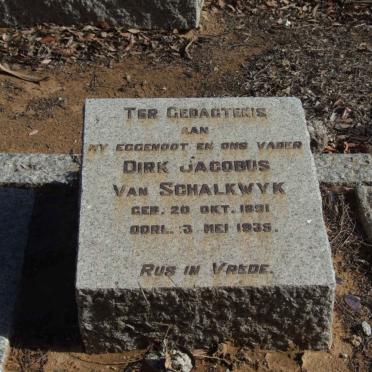 TER GEDAGTENIS
AAN
MY EGGENOOT EN ONS VADER
DIRK JACOBUS
VAN SCHALKWYK
GEB. 20 OKT. 1891
OORL. 3 MEI 1935.
RUS IN VREDE.